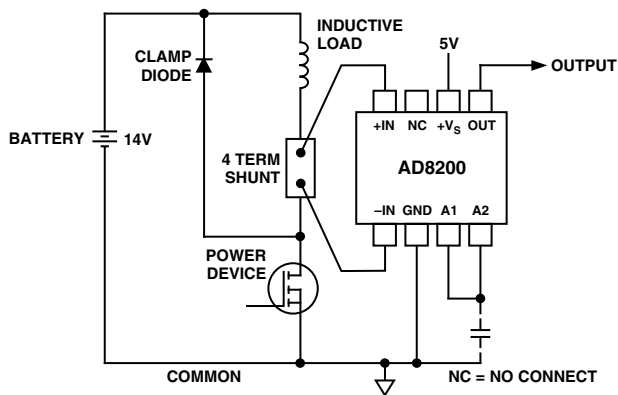 INDUCTIVE
LOAD
CLAMP
DIODE
5V
OUTPUT
BATTERY
14V
4 TERM
SHUNT
+IN NC +VS OUT
AD8200
–IN GND A1 A2
POWER
DEVICE
COMMON
NC = NO CONNECT